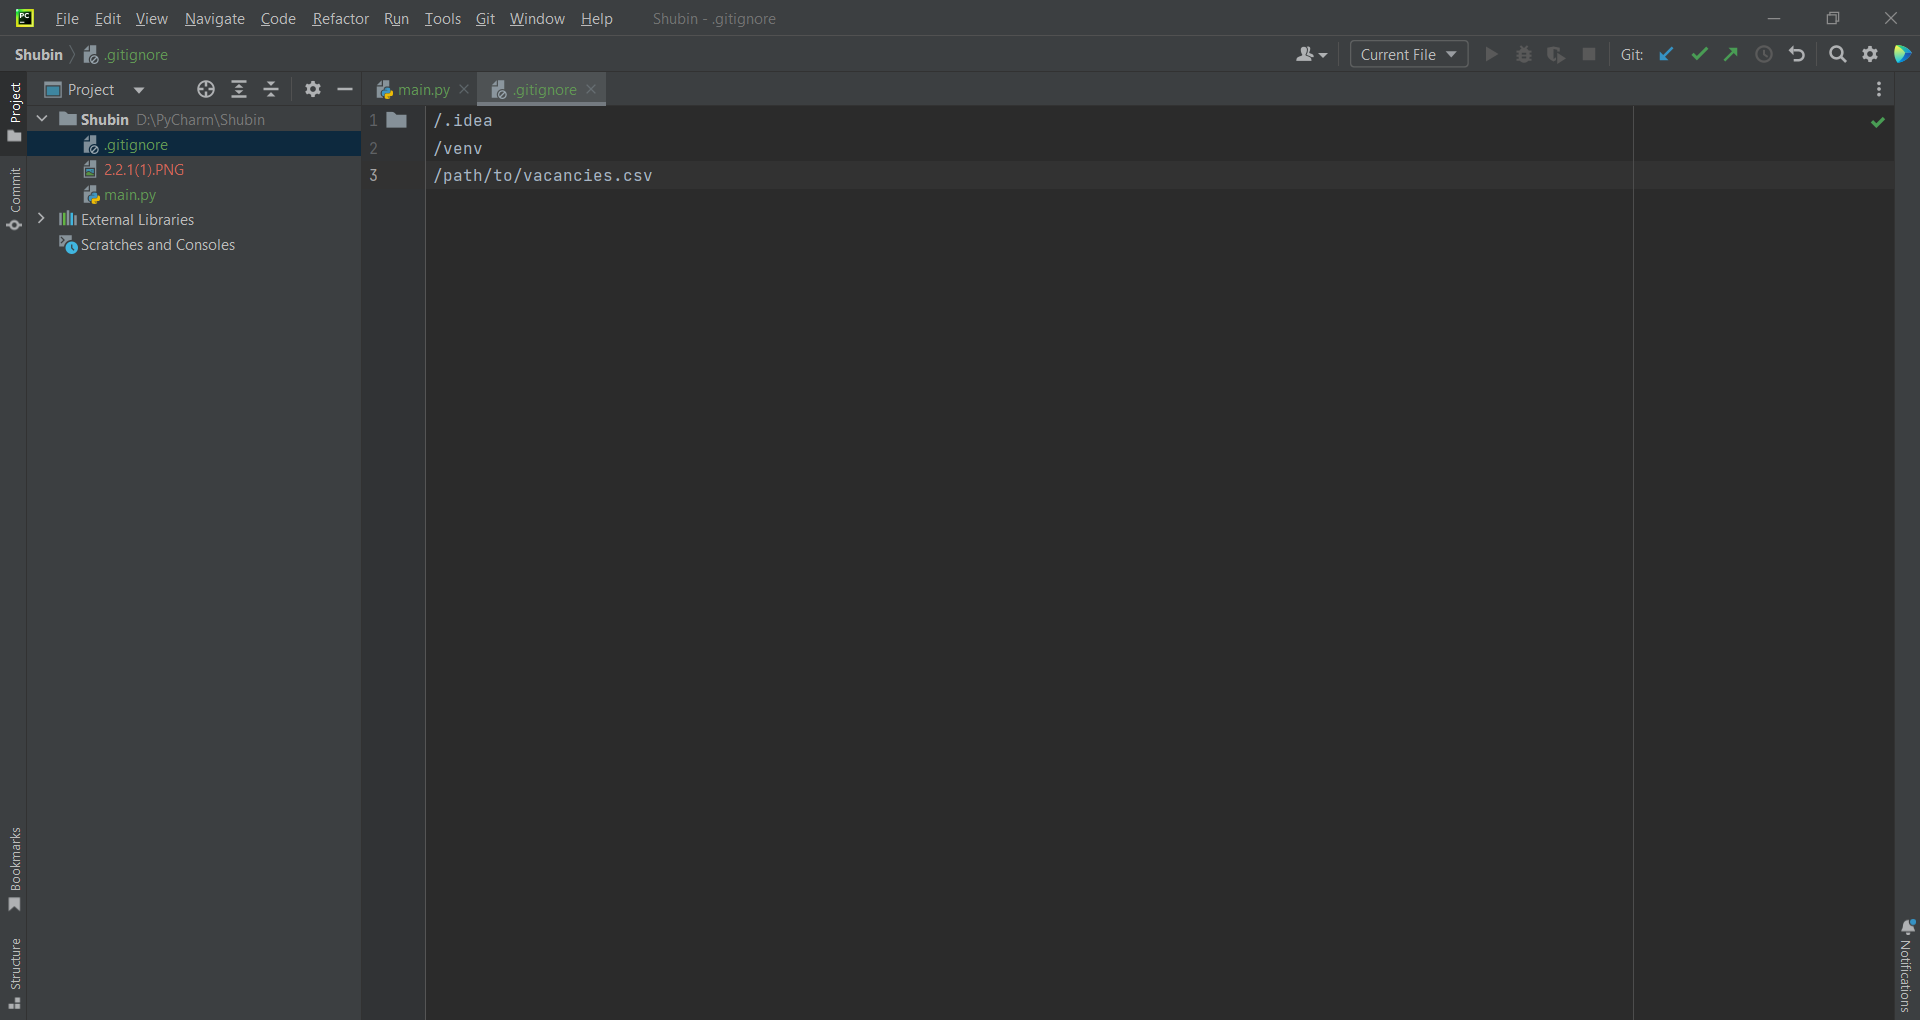 File Edit View Navigate Code Refactor Run Tools Git Window Help Shubin - .gitignore
Shubin .gitignore Current File Git:
Project main.py .gitignore
Shubin D:\PyCharm\Shubin
.gitignore
2.2.1(1).PNG
main.py
External Libraries
Scratches and Consoles
1 /.idea
2 /venv
3 /path/to/vacancies.csv
Project
Commit
Bookmarks
Structure
Notifications